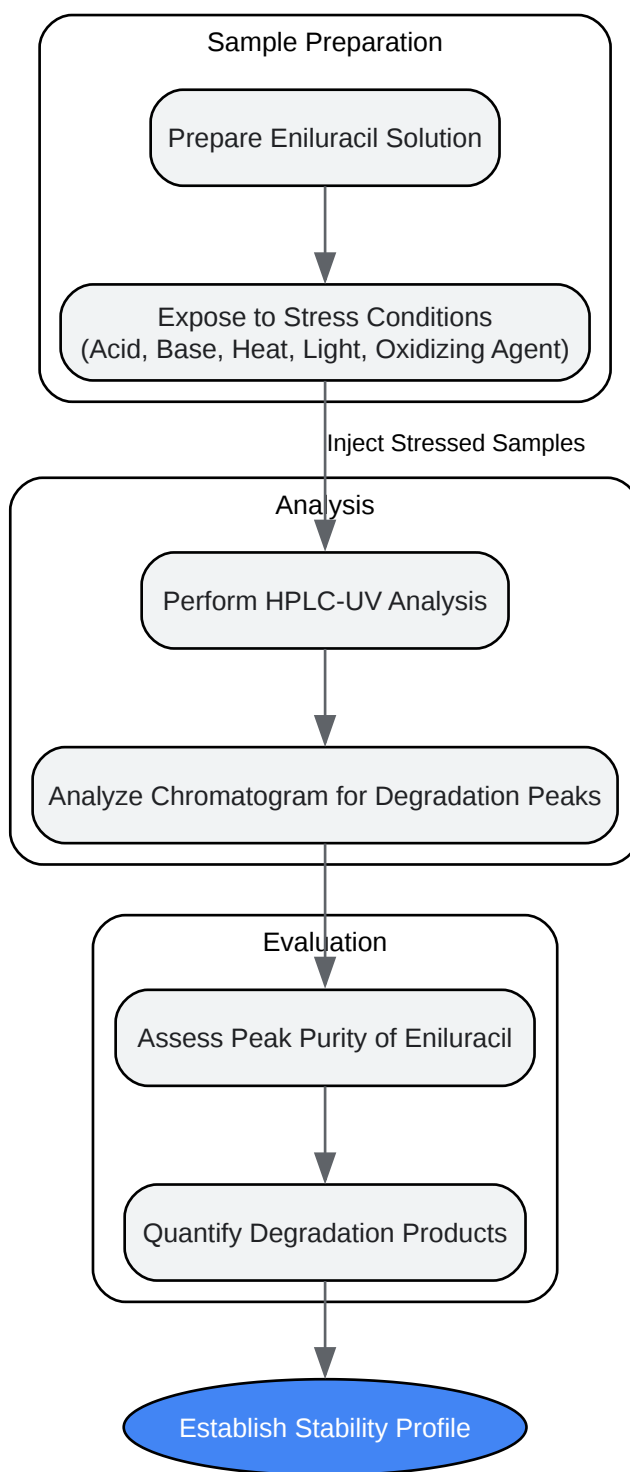 Sample Preparation
Prepare Eniluracil Solution
Expose to Stress Conditions
(Acid, Base, Heat, Light, Oxidizing Agent)
Inject Stressed Samples
Analysis
Perform HPLC-UV Analysis
Analyze Chromatogram for Degradation Peaks
Evaluation
Assess Peak Purity of Eniluracil
Quantify Degradation Products
Establish Stability Profile